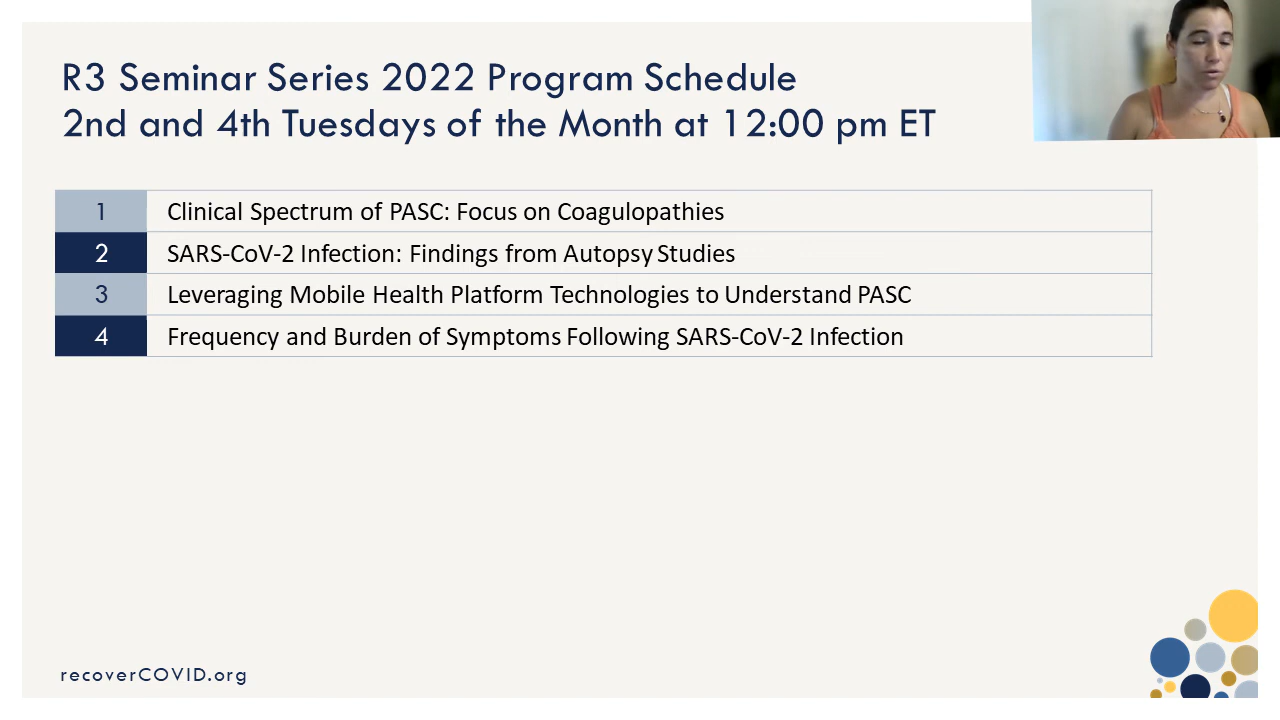 R3 Seminar Series 2022 Program Schedule
2nd and 4th Tuesdays of the Month at 12:00 pm ET
1 Clinical Spectrum of PASC: Focus on Coagulopathies
2 SARS-CoV-2 Infection: Findings from Autopsy Studies
3 Leveraging Mobile Health Platform Technologies to Understand PASC
4 Frequency and Burden of Symptoms Following SARS-CoV-2 Infection
recoverCOVID.org